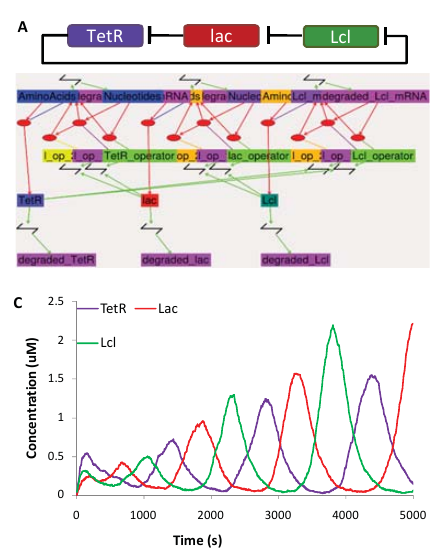 A
TetR lac Lcl
AminoAcids Nucleotides degraded_Lcl_mRNA
TetR_operator lac_operator Lcl_operator
TetR lac Lcl
degraded_TetR degraded_lac degraded_Lcl
C
2.5
TetR Lac
Lcl
2
1.5
1
0.5
0
Concentration (uM)
0 1000 2000 3000 4000 5000
Time (s)